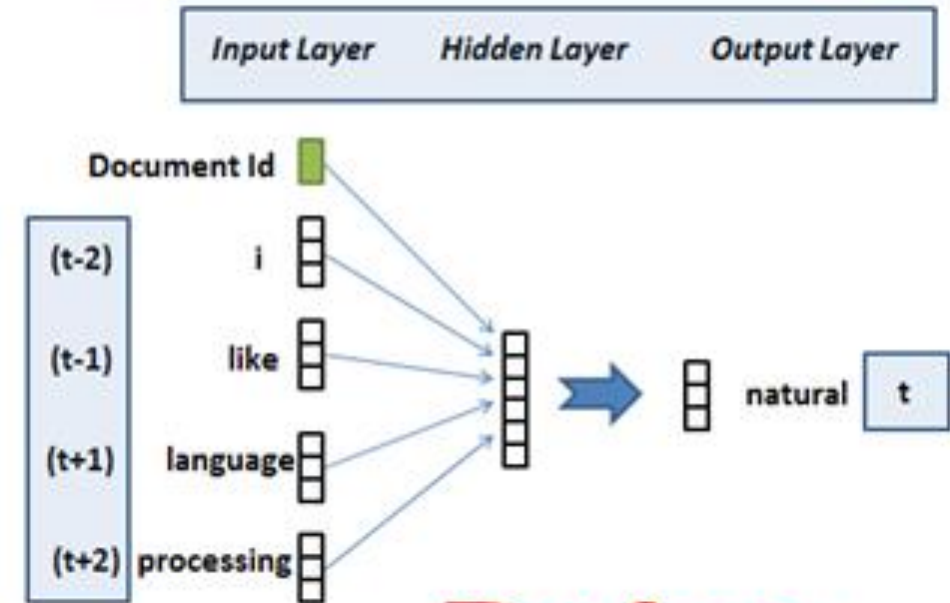 Input Layer Hidden Layer Output Layer
Document Id
(t-2) i
(t-1) like
natural t
(t+1) language
(t+2) processing